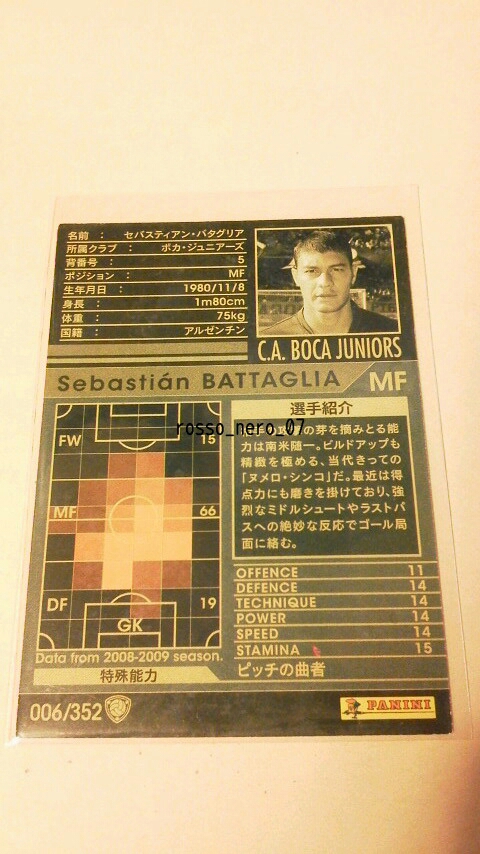 名前 : セバスティアン・バタグリア
所属クラブ : ボカ・ジュニアーズ
背番号 : 5
ポジション : MF
生年月日 : 1980/11/8
身長 : 1m80cm
体重 : 75kg
国籍 : アルゼンチン
C.A. BOCA JUNIORS
Sebastián BATTAGLIA MF
FW 15
MF 66
DF 19
GK
Data from 2008-2009 season.
特殊能力
選手紹介
rosso_nero_07
の芽を摘みとる能
力は南米随一。ビルドアップも
精緻を極める、当代きっての
「ヌメロ・シンコ」だ。最近は得
点力にも磨きを掛けており、強
烈なミドルシュートやラストパ
スへの絶妙な反応でゴール局
面に絡む。
OFFENCE 11
DEFENCE 14
TECHNIQUE 14
POWER 14
SPEED 14
STAMINA 15
ピッチの曲者
006/352
PANINI